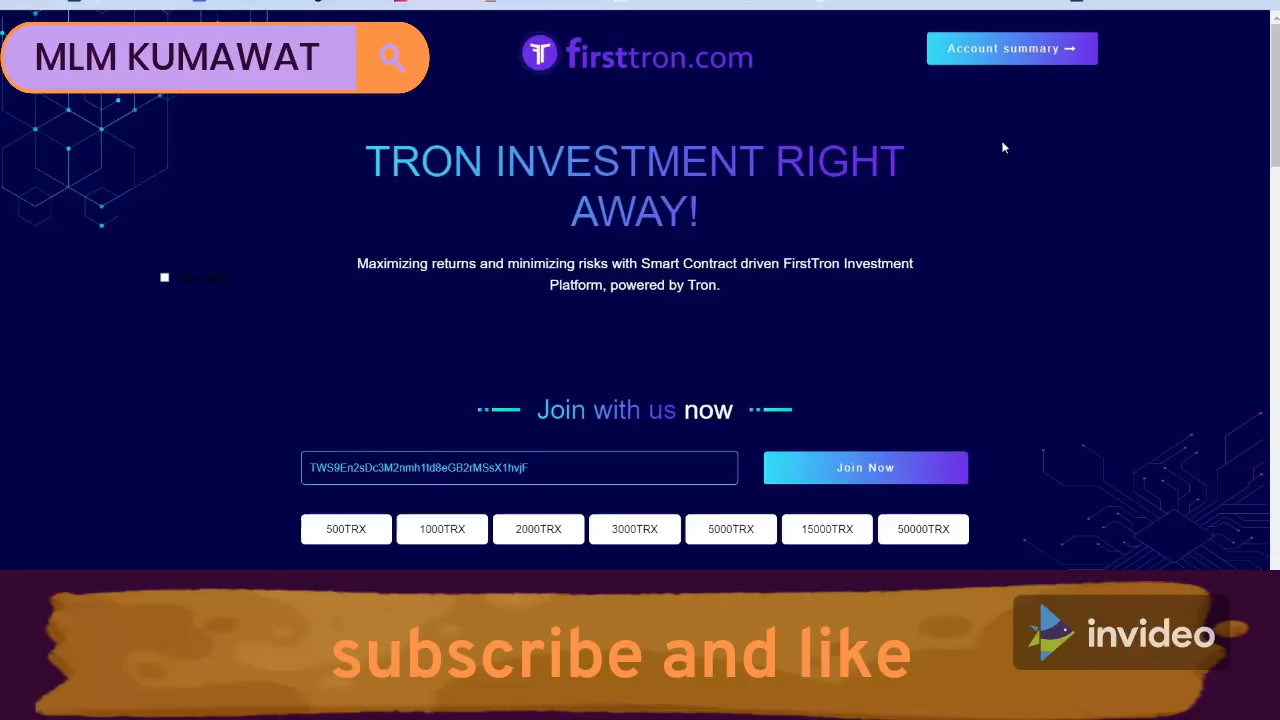 MLM KUMAWAT
firsttron.com
Account summary →
TRON INVESTMENT RIGHT
AWAY!
Maximizing returns and minimizing risks with Smart Contract driven FirstTron Investment
Platform, powered by Tron.
Join with us now
TWS9En2sDc3M2nmh1td8eGB2rMSsX1hvjF
Join Now
500TRX 1000TRX 2000TRX 3000TRX 5000TRX 15000TRX 50000TRX
subscribe and like
invideo